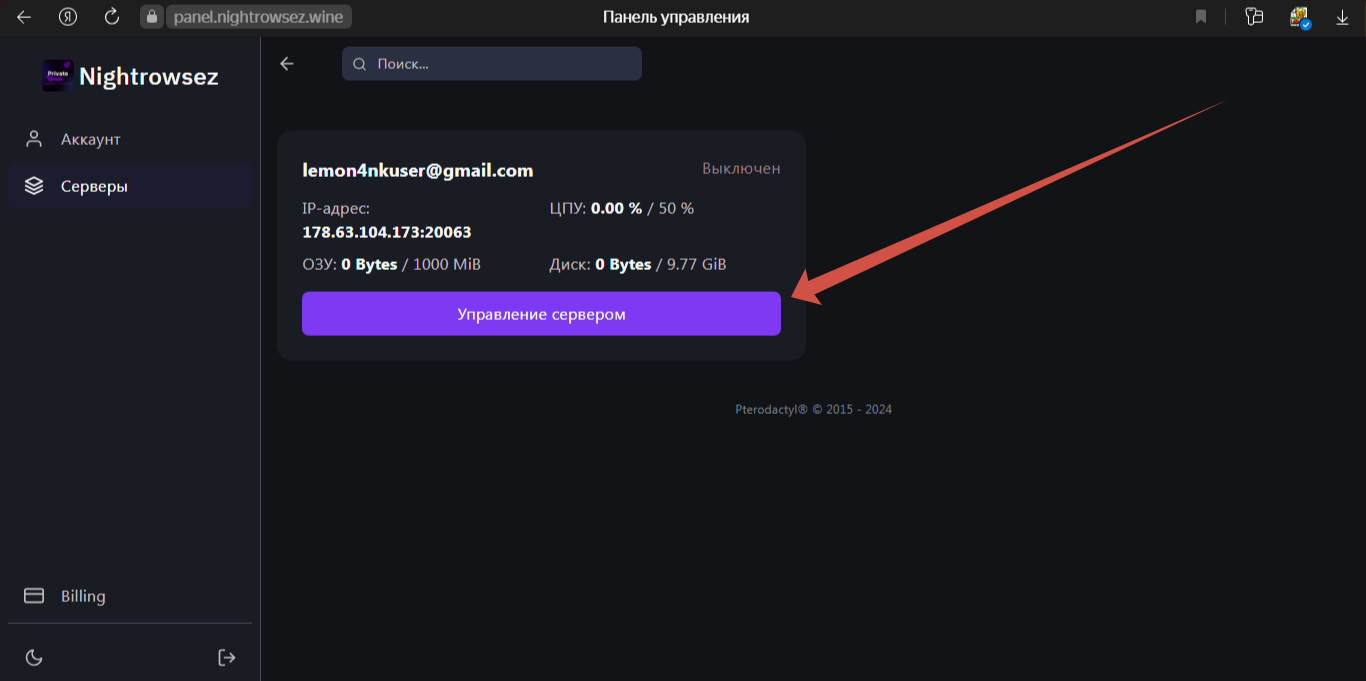 panel.nightrowsez.wine
Панель управления
Private
Nightrowsez
Поиск...
Аккаунт
Серверы
lemon4nkuser@gmail.com
Выключен
IP-адрес:
178.63.104.173:20063
ЦПУ: 0.00 % / 50 %
ОЗУ: 0 Bytes / 1000 MiB
Диск: 0 Bytes / 9.77 GiB
Управление сервером
Pterodactyl® © 2015 - 2024
Billing